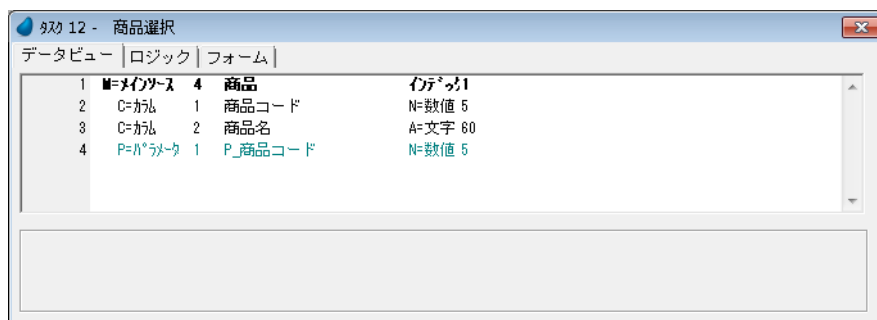 ﾀｽｸ 12 - 商品選択
データビュー ロジック フォーム
1 M=ﾒｲﾝｿｰｽ 4 商品 ｲﾝﾃﾞｯｸｽ1
2 C=ｶﾗﾑ 1 商品コード N=数値 5
3 C=ｶﾗﾑ 2 商品名 A=文字 60
4 P=ﾊﾟﾗﾒｰﾀ 1 P_商品コード N=数値 5